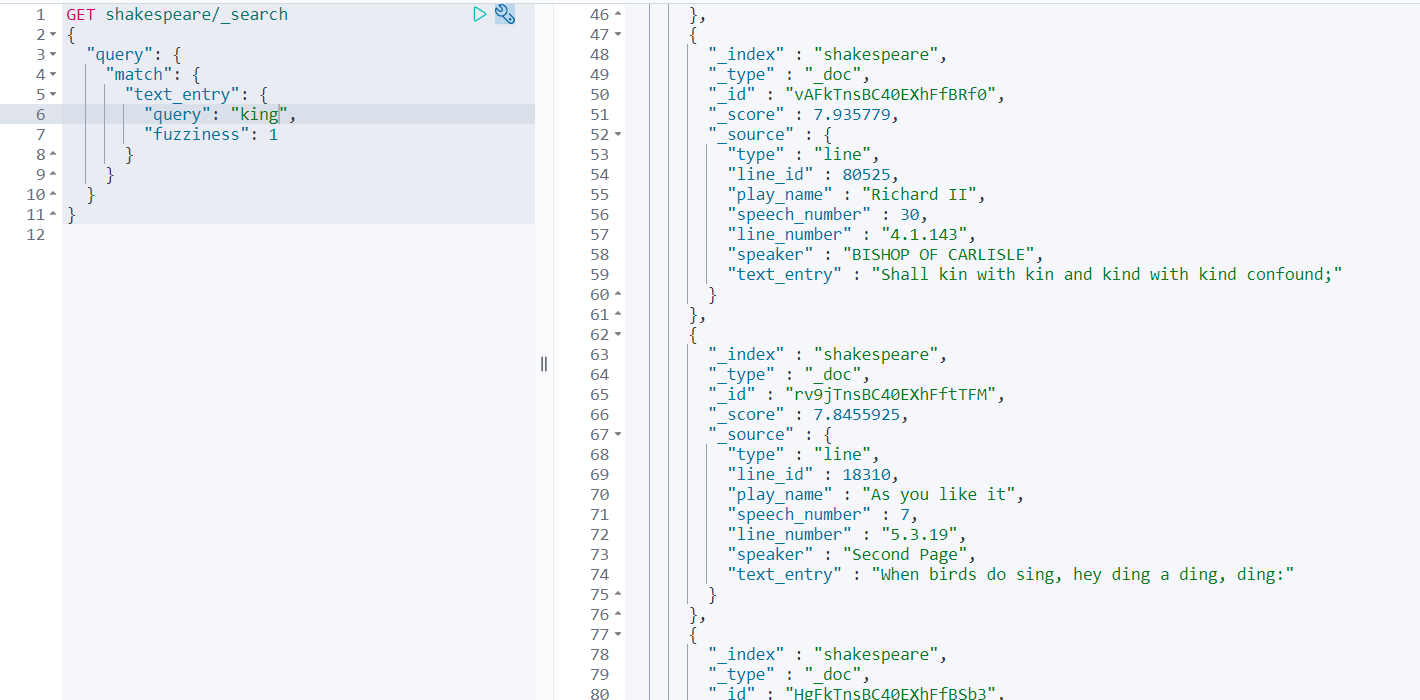 1 GET shakespeare/_search
2 {
3 "query": {
4 "match": {
5 "text_entry": {
6 "query": "king",
7 "fuzziness": 1
8 }
9 }
10 }
11 }
12
46 },
47 {
48 "_index" : "shakespeare",
49 "_type" : "_doc",
50 "_id" : "vAFkTnsBC40EXhFfBRf0",
51 "_score" : 7.935779,
52 "_source" : {
53 "type" : "line",
54 "line_id" : 80525,
55 "play_name" : "Richard II",
56 "speech_number" : 30,
57 "line_number" : "4.1.143",
58 "speaker" : "BISHOP OF CARLISLE",
59 "text_entry" : "Shall kin with kin and kind with kind confound;"
60 }
61 },
62 {
63 "_index" : "shakespeare",
64 "_type" : "_doc",
65 "_id" : "rv9jTnsBC40EXhFftTFM",
66 "_score" : 7.8455925,
67 "_source" : {
68 "type" : "line",
69 "line_id" : 18310,
70 "play_name" : "As you like it",
71 "speech_number" : 7,
72 "line_number" : "5.3.19",
73 "speaker" : "Second Page",
74 "text_entry" : "When birds do sing, hey ding a ding, ding:"
75 }
76 },
77 {
78 "_index" : "shakespeare",
79 "_type" : "_doc",
80 "_id" : "HgFkTnsBC40EXhFfBSb3",